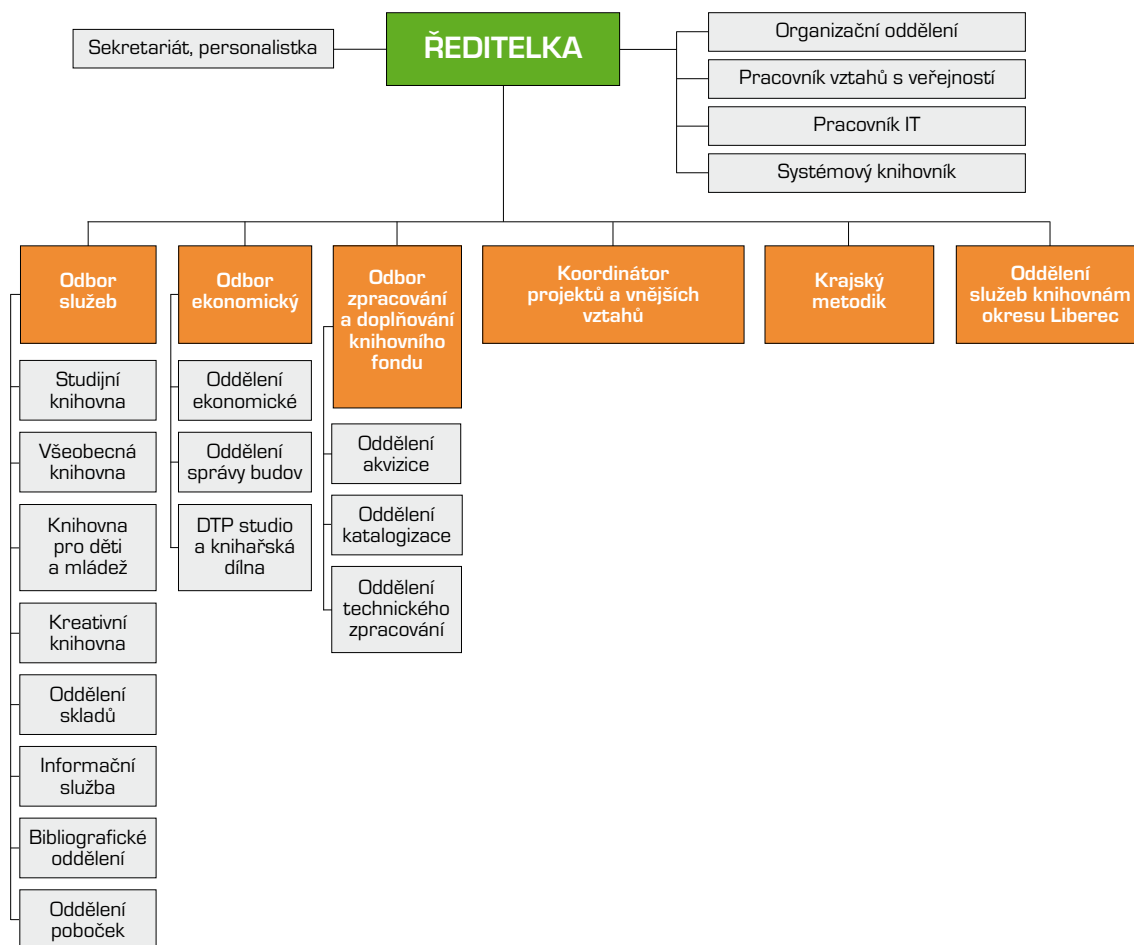 Sekretariát, personalistka
ŘEDITELKA
Organizační oddělení
Pracovník vztahů s veřejností
Pracovník IT
Systémový knihovník
Odbor
služeb
Studijní
knihovna
Všeobecná
knihovna
Knihovna
pro děti
a mládež
Kreativní
knihovna
Oddělení
skladů
Informační
služba
Bibliografické
oddělení
Oddělení
poboček
Odbor
ekonomický
Oddělení
ekonomické
Oddělení
správy budov
DTP studio
a knihařská
dílna
Odbor
zpracování
a doplňování
knihovního
fondu
Oddělení
akvizice
Oddělení
katalogizace
Oddělení
technického
zpracování
Koordinátor
projektů a vnějších
vztahů
Krajský
metodik
Oddělení
služeb knihovnám
okresu Liberec